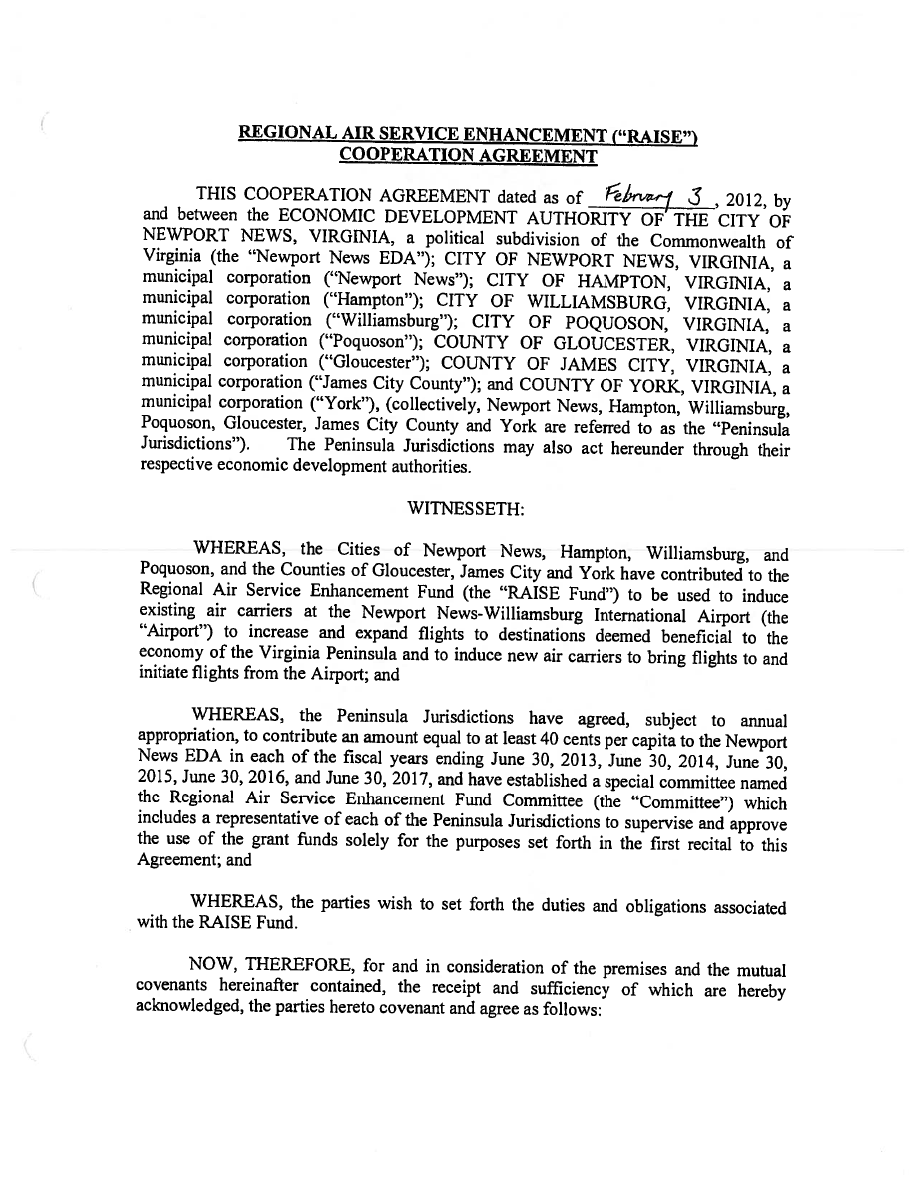 REGIONAL AIR SERVICE ENHANCEMENT (“RAISE”)
COOPERATION AGREEMENT
THIS COOPERATION AGREEMENT dated as of February 3, 2012, by
and between the ECONOMIC DEVELOPMENT AUTHORITY OF THE CITY OF
NEWPORT NEWS, VIRGINIA, a political subdivision of the Commonwealth of
Virginia (the “Newport News EDA”); CITY OF NEWPORT NEWS, VIRGINIA, a
municipal corporation (“Newport News”); CITY OF HAMPTON, VIRGINIA, a
municipal corporation (“Hampton”); CITY OF WILLIAMSBURG, VIRGINIA, a
municipal corporation (“Williamsburg”); CITY OF POQUOSON, VIRGINIA, a
municipal corporation (“Poquoson”); COUNTY OF GLOUCESTER, VIRGINIA, a
municipal corporation (“Gloucester”); COUNTY OF JAMES CITY, VIRGINIA, a
municipal corporation (“James City County”); and COUNTY OF YORK, VIRGINIA, a
municipal corporation (“York”), (collectively, Newport News, Hampton, Williamsburg,
Poquoson, Gloucester, James City County and York are referred to as the “Peninsula
Jurisdictions”). The Peninsula Jurisdictions may also act hereunder through their
respective economic development authorities.
WITNESSETH:
WHEREAS, the Cities of Newport News, Hampton, Williamsburg, and
Poquoson, and the Counties of Gloucester, James City and York have contributed to the
Regional Air Service Enhancement Fund (the “RAISE Fund”) to be used to induce
existing air carriers at the Newport News-Williamsburg International Airport (the
“Airport”) to increase and expand flights to destinations deemed beneficial to the
economy of the Virginia Peninsula and to induce new air carriers to bring flights to and
initiate flights from the Airport; and
WHEREAS, the Peninsula Jurisdictions have agreed, subject to annual
appropriation, to contribute an amount equal to at least 40 cents per capita to the Newport
News EDA in each of the fiscal years ending June 30, 2013, June 30, 2014, June 30,
2015, June 30, 2016, and June 30, 2017, and have established a special committee named
the Regional Air Service Enhancement Fund Committee (the “Committee”) which
includes a representative of each of the Peninsula Jurisdictions to supervise and approve
the use of the grant funds solely for the purposes set forth in the first recital to this
Agreement; and
WHEREAS, the parties wish to set forth the duties and obligations associated
with the RAISE Fund.
NOW, THEREFORE, for and in consideration of the premises and the mutual
covenants hereinafter contained, the receipt and sufficiency of which are hereby
acknowledged, the parties hereto covenant and agree as follows: